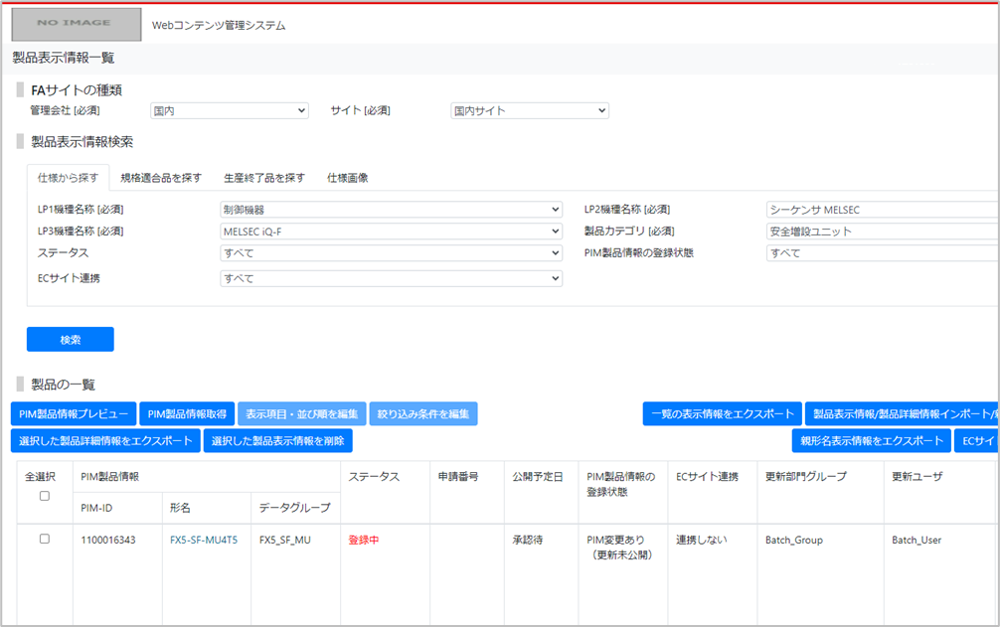 NO IMAGE Webコンテンツ管理システム
製品表示情報一覧
FAサイトの種類
管理会社 [必須] 国内 サイト [必須] 国内サイト
製品表示情報検索
仕様から探す 規格適合品を探す 生産終了品を探す 仕様画像
LP1機種名称 [必須] 制御機器 LP2機種名称 [必須] シーケンサ MELSEC
LP3機種名称 [必須] MELSEC iQ-F 製品カテゴリ [必須] 安全増設ユニット
ステータス すべて PIM製品情報の登録状態 すべて
ECサイト連携 すべて
検索
製品の一覧
PIM製品情報プレビュー PIM製品情報取得 表示項目・並び順を編集 絞り込み条件を編集 一覧の表示情報をエクスポート 製品表示情報/製品詳細情報インポート/
選択した製品詳細情報をエクスポート 選択した製品表示情報を削除 親形名表示情報をエクスポート ECサイ
全選択 PIM製品情報 ステータス 申請番号 公開予定日 PIM製品情報の ECサイト連携 更新部門グループ 更新ユーザ
登録状態
PIM-ID 形名 データグループ
1100016343 FX5-SF-MU4T5 FX5_SF_MU 登録中 承認待 PIM変更あり 連携しない Batch_Group Batch_User
（更新未公開）